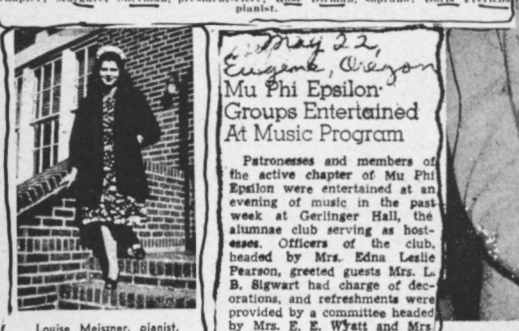 pianist.
May 22,
Eugene, Oregon
Mu Phi Epsilon
Groups Entertained
At Music Program
Patronesses and members of
the active chapter of Mu Phi
Epsilon were entertained at an
evening of music in the past
week at Gerlinger Hall, the
alumnae club serving as host-
esses. Officers of the club,
headed by Mrs. Edna Leslie
Pearson, greeted guests Mrs. L.
B. Sigwart had charge of dec-
orations, and refreshments were
provided by a committee headed
by Mrs. E. E. Wyatt and Mrs.
Louise Meiszner, pianist.